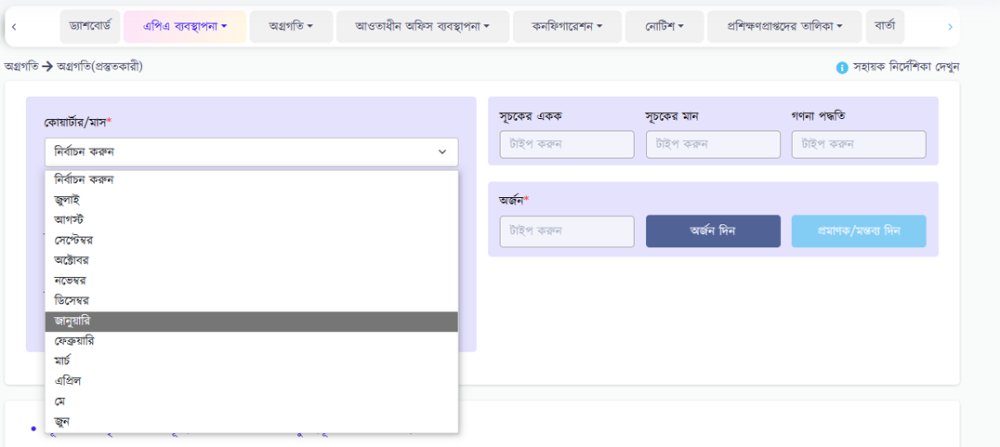 ড্যাশবোর্ড এপিএ ব্যবস্থাপনা অগ্রগতি আওতাধীন অফিস ব্যবস্থাপনা কনফিগারেশন নোটিশ প্রশিক্ষণপ্রাপ্তদের তালিকা বার্তা
অগ্রগতি → অগ্রগতি(প্রস্তুতকারী) সহায়ক নির্দেশিকা দেখুন
কোয়ার্টার/মাস*
নির্বাচন করুন
নির্বাচন করুন
জুলাই
আগস্ট
সেপ্টেম্বর
অক্টোবর
নভেম্বর
ডিসেম্বর
জানুয়ারি
ফেব্রুয়ারি
মার্চ
এপ্রিল
মে
জুন
সূচকের একক সূচকের মান গণনা পদ্ধতি
টাইপ করুন টাইপ করুন টাইপ করুন
অর্জন*
টাইপ করুন অর্জন দিন প্রমাণক/মন্তব্য দিন